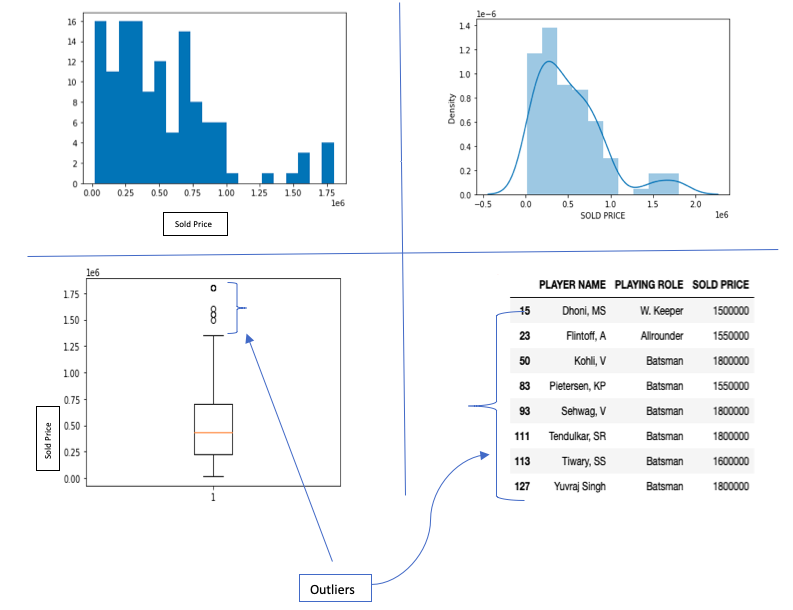 16
14
12
10
8
6
4
2
0
0.00 0.25 0.50 0.75 1.00 1.25 1.50 1.75
1e6
Sold Price
1e−6
1.4
1.2
1.0
0.8
0.6
0.4
0.2
0.0
Density
−0.5 0.0 0.5 1.0 1.5 2.0
SOLD PRICE
1e6
1e6
1.75
1.50
1.25
1.00
0.75
0.50
0.25
0.00
Sold Price
1
PLAYER NAME PLAYING ROLE SOLD PRICE
15 Dhoni, MS W. Keeper 1500000
23 Flintoff, A Allrounder 1550000
50 Kohli, V Batsman 1800000
83 Pietersen, KP Batsman 1550000
93 Sehwag, V Batsman 1800000
111 Tendulkar, SR Batsman 1800000
113 Tiwary, SS Batsman 1600000
127 Yuvraj Singh Batsman 1800000
Outliers